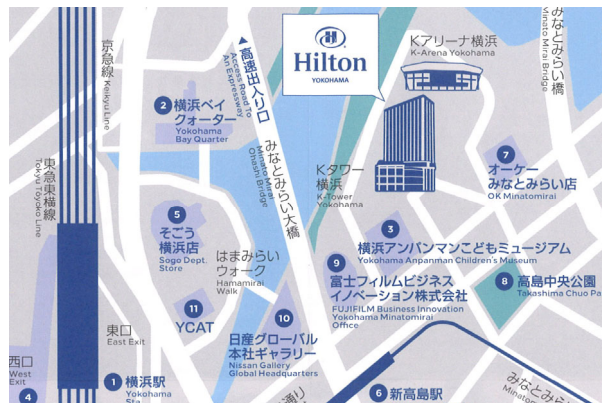 Hilton
YOKOHAMA
Kアリーナ横浜
K-Arena Yokohama
みなとみらい橋
Minato Mirai Bridge
京急線
Keikyu Line
高速出入り口
Access Road To
An Expressway
2
横浜ベイ
クォーター
Yokohama
Bay Quarter
東急東横線
Tokyu Tōyoko Line
みなとみらい大橋
Minato Mirai
Ohashi Bridge
Kタワー
横浜
K-Tower
Yokohama
7
オーケー
みなとみらい店
OK Minatomirai
5
そごう
横浜店
Sogo Dept.
Store
はまみらい
ウォーク
Hamamirai
Walk
3
横浜アンパンマンこどもミュージアム
Yokohama Anpanman Children's Museum
9
富士フイルムビジネス
イノベーション株式会社
FUJIFILM Business Innovation
Yokohama Minatomirai
Office
8
高島中央公園
Takashima Chuo Pa
11
YCAT
10
日産グローバル
本社ギャラリー
Nissan Gallery
Global Headquarters
東口
East Exit
西口
West
Exit
4
1
横浜駅
Yokohama
Sta
通り
6
新高島駅
みなとみ
Minato